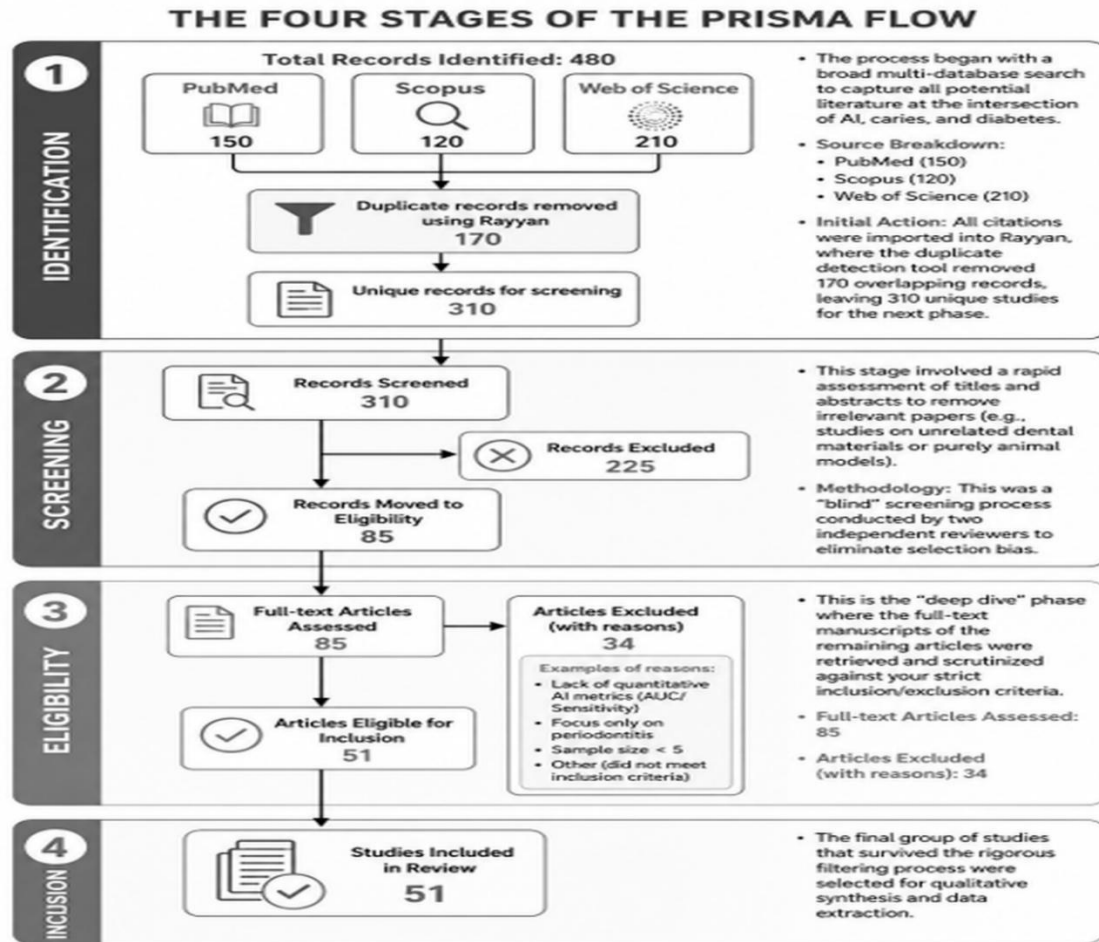 THE FOUR STAGES OF THE PRISMA FLOW
1
IDENTIFICATION
Total Records Identified: 480
PubMed
150
Scopus
120
Web of Science
210
Duplicate records removed
using Rayyan
170
Unique records for screening
310
• The process began with a
broad multi-database search
to capture all potential
literature at the intersection
of AI, caries, and diabetes.
• Source Breakdown:
• PubMed (150)
• Scopus (120)
• Web of Science (210)
• Initial Action: All citations
were imported into Rayyan,
where the duplicate
detection tool removed
170 overlapping records,
leaving 310 unique studies
for the next phase.
2
SCREENING
Records Screened
310
Records Excluded
225
Records Moved to
Eligibility
85
• This stage involved a rapid
assessment of titles and
abstracts to remove
irrelevant papers (e.g.,
studies on unrelated dental
materials or purely animal
models).
• Methodology: This was a
"blind" screening process
conducted by two
independent reviewers to
eliminate selection bias.
3
ELIGIBILITY
Full-text Articles
Assessed
85
Articles Excluded
(with reasons)
34
Examples of reasons:
• Lack of quantitative
AI metrics (AUC/
Sensitivity)
• Focus only on
periodontitis
• Sample size < 5
• Other (did not meet
inclusion criteria)
Articles Eligible for
Inclusion
51
• This is the "deep dive" phase
where the full-text
manuscripts of the
remaining articles were
retrieved and scrutinized
against your strict
inclusion/exclusion criteria.
• Full-text Articles Assessed:
85
• Articles Excluded
(with reasons): 34
4
INCUSION
Studies Included
in Review
51
• The final group of studies
that survived the rigorous
filtering process were
selected for qualitative
synthesis and data
extraction.